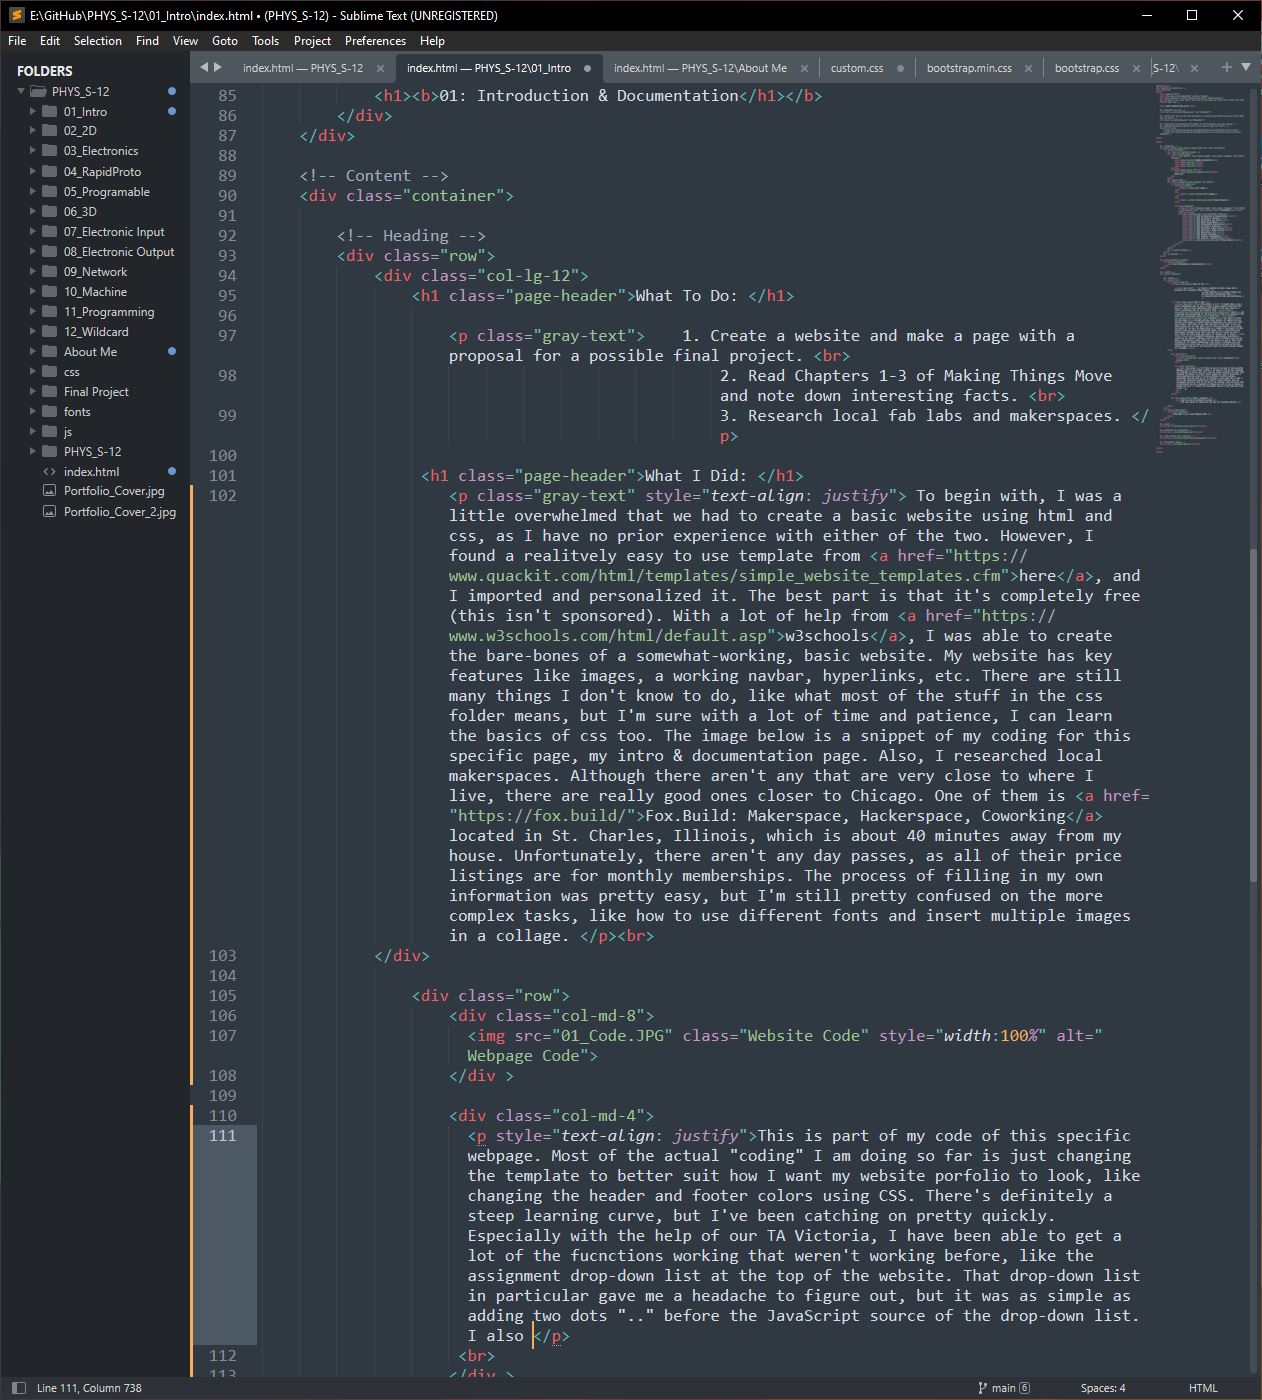 E:\GitHub\PHYS_S-12\01_Intro\index.html • (PHYS_S-12) - Sublime Text (UNREGISTERED)
File Edit Selection Find View Goto Tools Project Preferences Help
FOLDERS
PHYS_S-12
01_Intro
02_2D
03_Electronics
04_RapidProto
05_Programable
06_3D
07_Electronic Input
08_Electronic Output
09_Network
10_Machine
11_Programming
12_Wildcard
About Me
css
Final Project
fonts
js
PHYS_S-12
index.html
Portfolio_Cover.jpg
Portfolio_Cover_2.jpg
index.html — PHYS_S-12 × index.html — PHYS_S-12\01_Intro index.html — PHYS_S-12\About Me × custom.css bootstrap.min.css × bootstrap.css × S-12\ × +
85 <h1><b>01: Introduction & Documentation</h1></b>
86 </div>
87 </div>
88
89 <!-- Content -->
90 <div class="container">
91
92 <!-- Heading -->
93 <div class="row">
94 <div class="col-lg-12">
95 <h1 class="page-header">What To Do: </h1>
96
97 <p class="gray-text"> 1. Create a website and make a page with a
proposal for a possible final project. <br>
98 2. Read Chapters 1-3 of Making Things Move
and note down interesting facts. <br>
99 3. Research local fab labs and makerspaces. </
p>
100
101 <h1 class="page-header">What I Did: </h1>
102 <p class="gray-text" style="text-align: justify"> To begin with, I was a
little overwhelmed that we had to create a basic website using html and
css, as I have no prior experience with either of the two. However, I
found a realitvely easy to use template from <a href="https://
www.quackit.com/html/templates/simple_website_templates.cfm">here</a>, and
I imported and personalized it. The best part is that it's completely free
(this isn't sponsored). With a lot of help from <a href="https://
www.w3schools.com/html/default.asp">w3schools</a>, I was able to create
the bare-bones of a somewhat-working, basic website. My website has key
features like images, a working navbar, hyperlinks, etc. There are still
many things I don't know to do, like what most of the stuff in the css
folder means, but I'm sure with a lot of time and patience, I can learn
the basics of css too. The image below is a snippet of my coding for this
specific page, my intro & documentation page. Also, I researched local
makerspaces. Although there aren't any that are very close to where I
live, there are really good ones closer to Chicago. One of them is <a href=
"https://fox.build/">Fox.Build: Makerspace, Hackerspace, Coworking</a>
located in St. Charles, Illinois, which is about 40 minutes away from my
house. Unfortunately, there aren't any day passes, as all of their price
listings are for monthly memberships. The process of filling in my own
information was pretty easy, but I'm still pretty confused on the more
complex tasks, like how to use different fonts and insert multiple images
in a collage. </p><br>
103 </div>
104
105 <div class="row">
106 <div class="col-md-8">
107 <img src="01_Code.JPG" class="Website Code" style="width:100%" alt="
Webpage Code">
108 </div >
109
110 <div class="col-md-4">
111 <p style="text-align: justify">This is part of my code of this specific
webpage. Most of the actual "coding" I am doing so far is just changing
the template to better suit how I want my website porfolio to look, like
changing the header and footer colors using CSS. There's definitely a
steep learning curve, but I've been catching on pretty quickly.
Especially with the help of our TA Victoria, I have been able to get a
lot of the fucnctions working that weren't working before, like the
assignment drop-down list at the top of the website. That drop-down list
in particular gave me a headache to figure out, but it was as simple as
adding two dots ".." before the JavaScript source of the drop-down list.
I also </p>
112 <br>
113 </div >
Line 111, Column 738 main 6 Spaces: 4 HTML